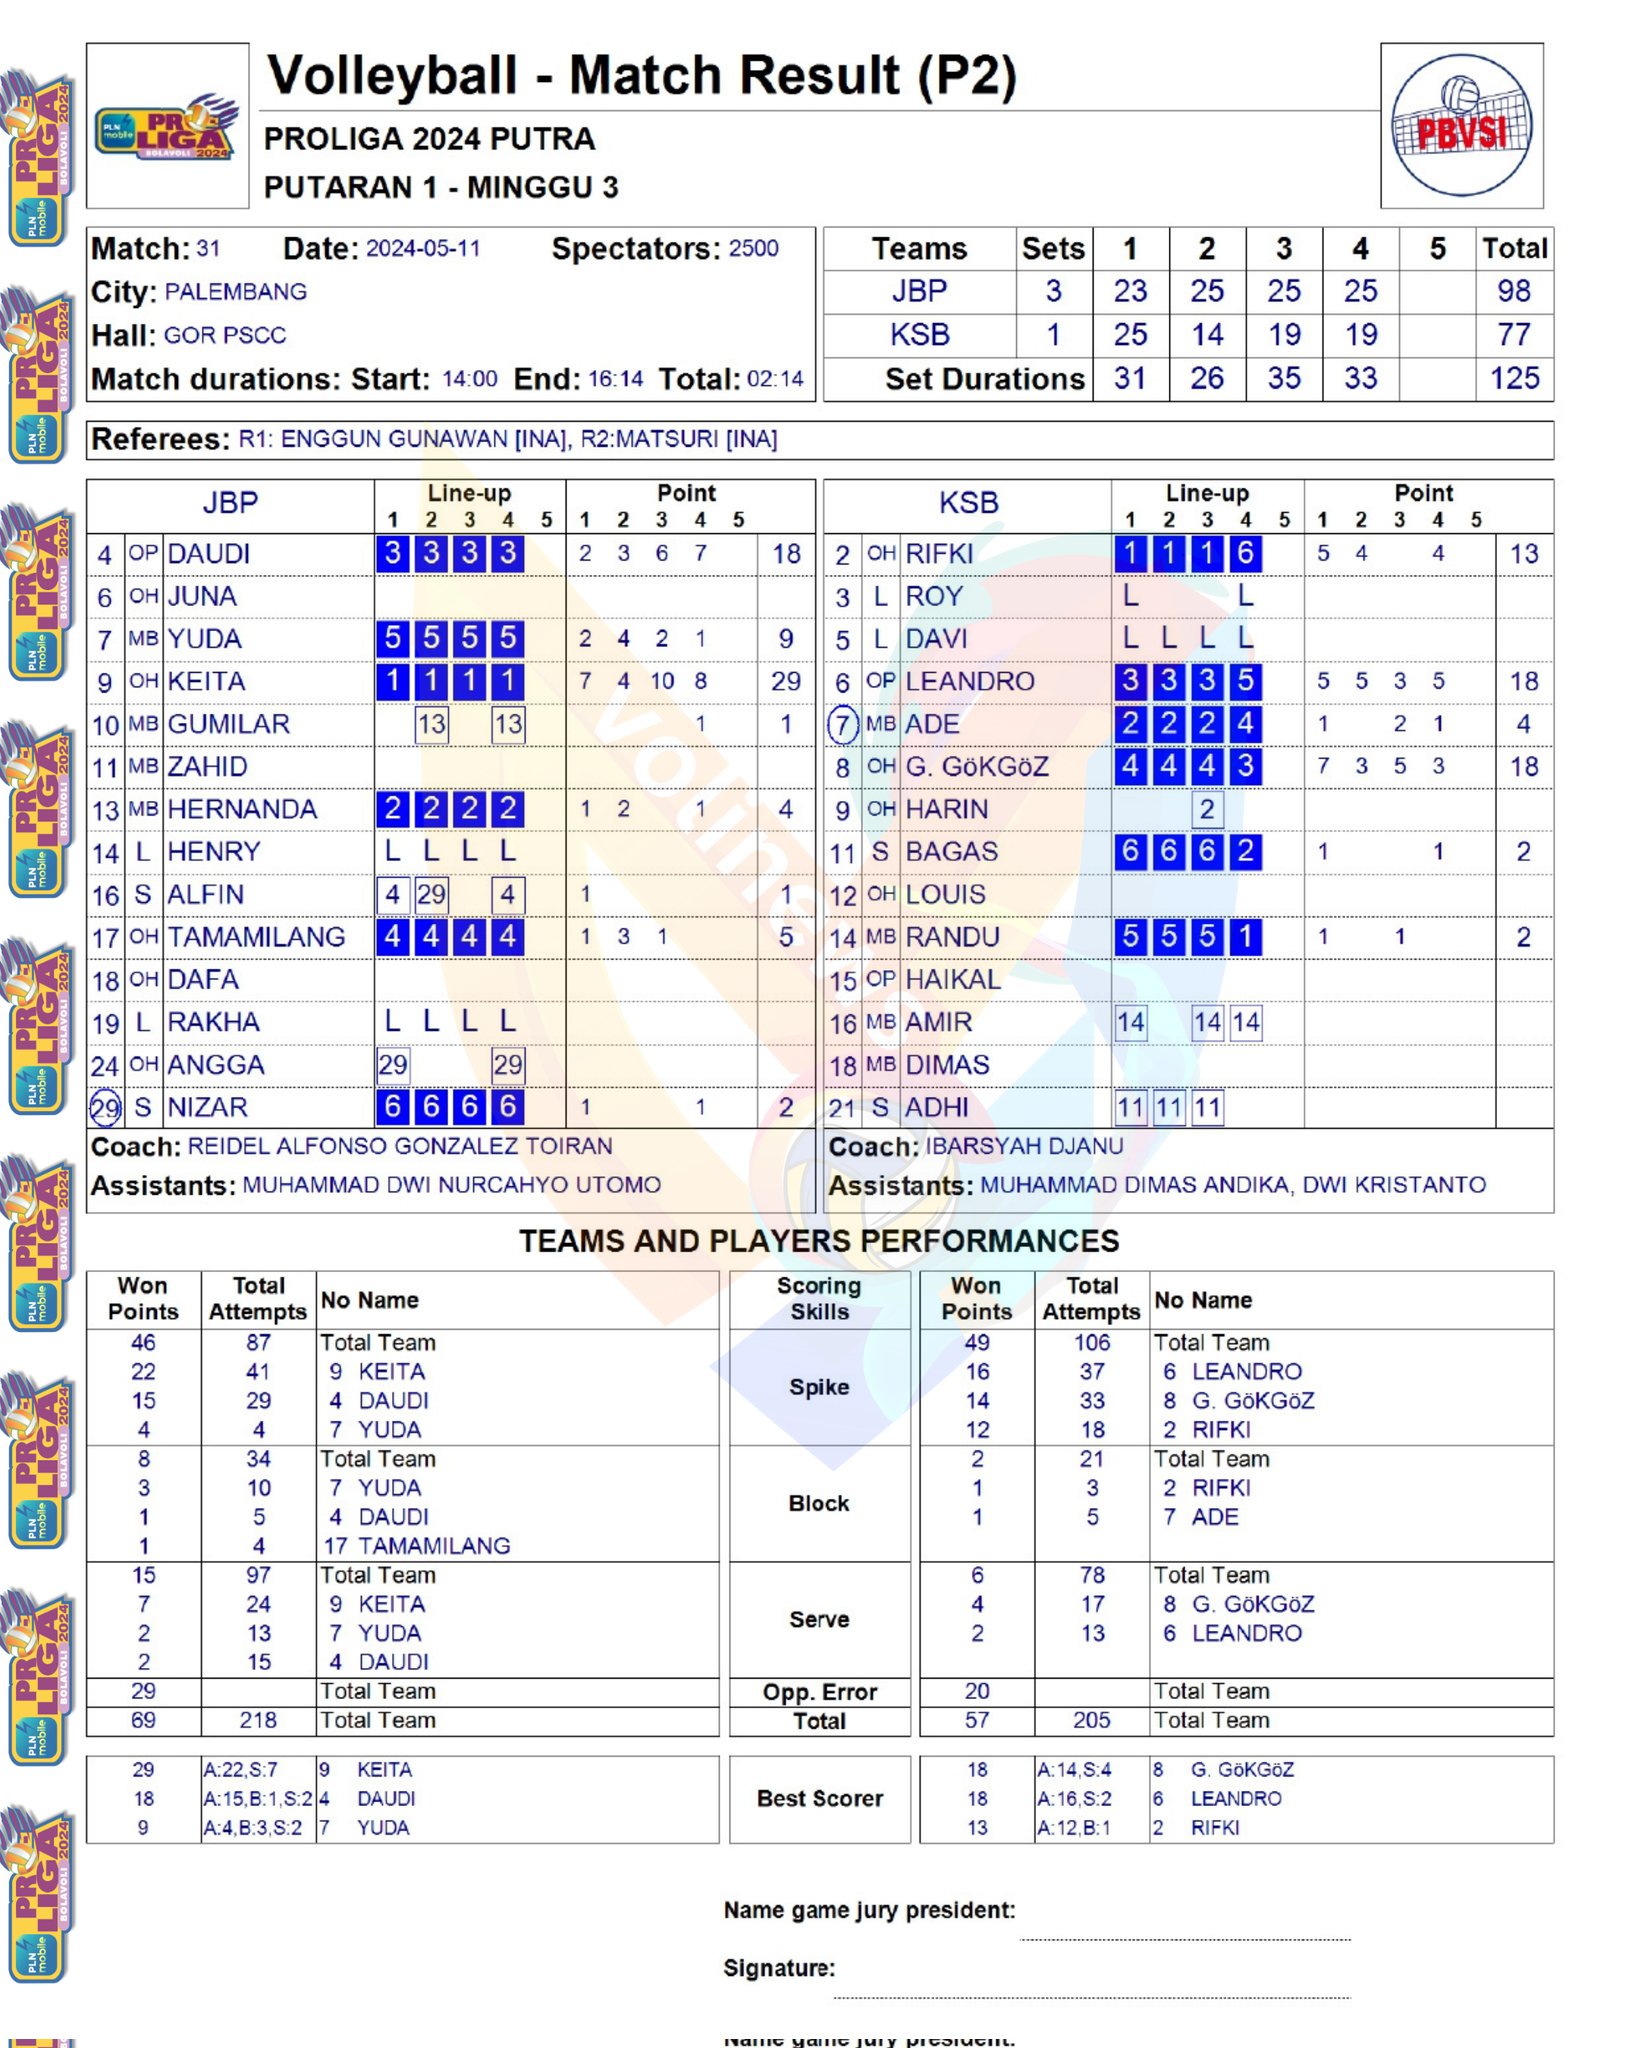 Volleyball - Match Result (P2)
PROLIGA 2024 PUTRA
PUTARAN 1 - MINGGU 3
PLN mobile PROLIGA BOLAVOLI 2024
PBVSI
Match: 31 Date: 2024-05-11 Spectators: 2500
City: PALEMBANG
Hall: GOR PSCC
Match durations: Start: 14:00 End: 16:14 Total: 02:14
Teams Sets 1 2 3 4 5 Total
JBP 3 23 25 25 25 98
KSB 1 25 14 19 19 77
Set Durations 31 26 35 33 125
Referees: R1: ENGGUN GUNAWAN [INA], R2:MATSURI [INA]
JBP Line-up Point
1 2 3 4 5 1 2 3 4 5
4 OP DAUDI 3 3 3 3 2 3 6 7 18
6 OH JUNA
7 MB YUDA 5 5 5 5 2 4 2 1 9
9 OH KEITA 1 1 1 1 7 4 10 8 29
10 MB GUMILAR 13 13 1 1
11 MB ZAHID
13 MB HERNANDA 2 2 2 2 1 2 1 4
14 L HENRY L L L L
16 S ALFIN 4 29 4 1 1
17 OH TAMAMILANG 4 4 4 4 1 3 1 5
18 OH DAFA
19 L RAKHA L L L L
24 OH ANGGA 29 29
29 S NIZAR 6 6 6 6 1 1 2
Coach: REIDEL ALFONSO GONZALEZ TOIRAN
Assistants: MUHAMMAD DWI NURCAHYO UTOMO
KSB Line-up Point
1 2 3 4 5 1 2 3 4 5
2 OH RIFKI 1 1 1 6 5 4 4 13
3 L ROY L L
5 L DAVI L L L L
6 OP LEANDRO 3 3 3 5 5 5 3 5 18
7 MB ADE 2 2 2 4 1 2 1 4
8 OH G. GöKGöZ 4 4 4 3 7 3 5 3 18
9 OH HARIN 2
11 S BAGAS 6 6 6 2 1 1 2
12 OH LOUIS
14 MB RANDU 5 5 5 1 1 1 2
15 OP HAIKAL
16 MB AMIR 14 14 14
18 MB DIMAS
21 S ADHI 11 11 11
Coach: IBARSYAH DJANU
Assistants: MUHAMMAD DIMAS ANDIKA, DWI KRISTANTO
volinews
TEAMS AND PLAYERS PERFORMANCES
Won Points Total Attempts No Name Scoring Skills Won Points Total Attempts No Name
46 87 Total Team Spike 49 106 Total Team
22 41 9 KEITA 16 37 6 LEANDRO
15 29 4 DAUDI 14 33 8 G. GöKGöZ
4 4 7 YUDA 12 18 2 RIFKI
8 34 Total Team Block 2 21 Total Team
3 10 7 YUDA 1 3 2 RIFKI
1 5 4 DAUDI 1 5 7 ADE
1 4 17 TAMAMILANG
15 97 Total Team Serve 6 78 Total Team
7 24 9 KEITA 4 17 8 G. GöKGöZ
2 13 7 YUDA 2 13 6 LEANDRO
2 15 4 DAUDI
29 Total Team Opp. Error 20 Total Team
69 218 Total Team Total 57 205 Total Team
29 A:22,S:7 9 KEITA Best Scorer 18 A:14,S:4 8 G. GöKGöZ
18 A:15,B:1,S:2 4 DAUDI 18 A:16,S:2 6 LEANDRO
9 A:4,B:3,S:2 7 YUDA 13 A:12,B:1 2 RIFKI
Name game jury president:
Signature:
Name game jury president: